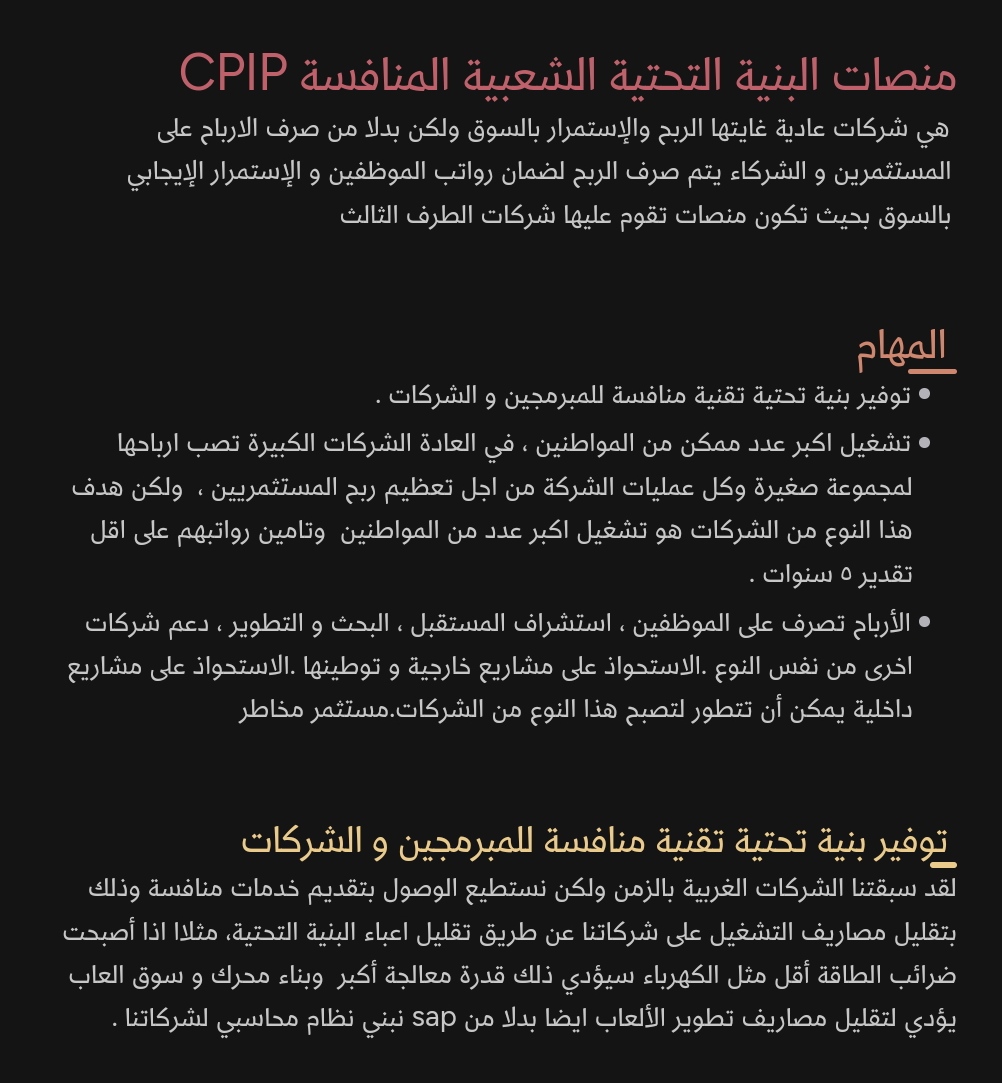 منصات البنية التحتية الشعبية المنافسة CPIP
هي شركات عادية غايتها الربح والإستمرار بالسوق ولكن بدلا من صرف الارباح على
المستثمرين و الشركاء يتم صرف الربح لضمان رواتب الموظفين و الإستمرار الإيجابي
بالسوق بحيث تكون منصات تقوم عليها شركات الطرف الثالث
المهام
● توفير بنية تحتية تقنية منافسة للمبرمجين و الشركات .
● تشغيل اكبر عدد ممكن من المواطنين ، في العادة الشركات الكبيرة تصب ارباحها
لمجموعة صغيرة وكل عمليات الشركة من اجل تعظيم ربح المستثمريين ، ولكن هدف
هذا النوع من الشركات هو تشغيل اكبر عدد من المواطنين وتامين رواتبهم على اقل
تقدير ٥ سنوات .
● الأرباح تصرف على الموظفين ، استشراف المستقبل ، البحث و التطوير ، دعم شركات
اخرى من نفس النوع .الاستحواذ على مشاريع خارجية و توطينها .الاستحواذ على مشاريع
داخلية يمكن أن تتطور لتصبح هذا النوع من الشركات.مستثمر مخاطر
توفير بنية تحتية تقنية منافسة للمبرمجين و الشركات
لقد سبقتنا الشركات الغربية بالزمن ولكن نستطيع الوصول بتقديم خدمات منافسة وذلك
بتقليل مصاريف التشغيل على شركاتنا عن طريق تقليل اعباء البنية التحتية، مثلاا اذا أصبحت
ضرائب الطاقة أقل مثل الكهرباء سيؤدي ذلك قدرة معالجة أكبر وبناء محرك و سوق العاب
يؤدي لتقليل مصاريف تطوير الألعاب ايضا بدلا من sap نبني نظام محاسبي لشركاتنا .